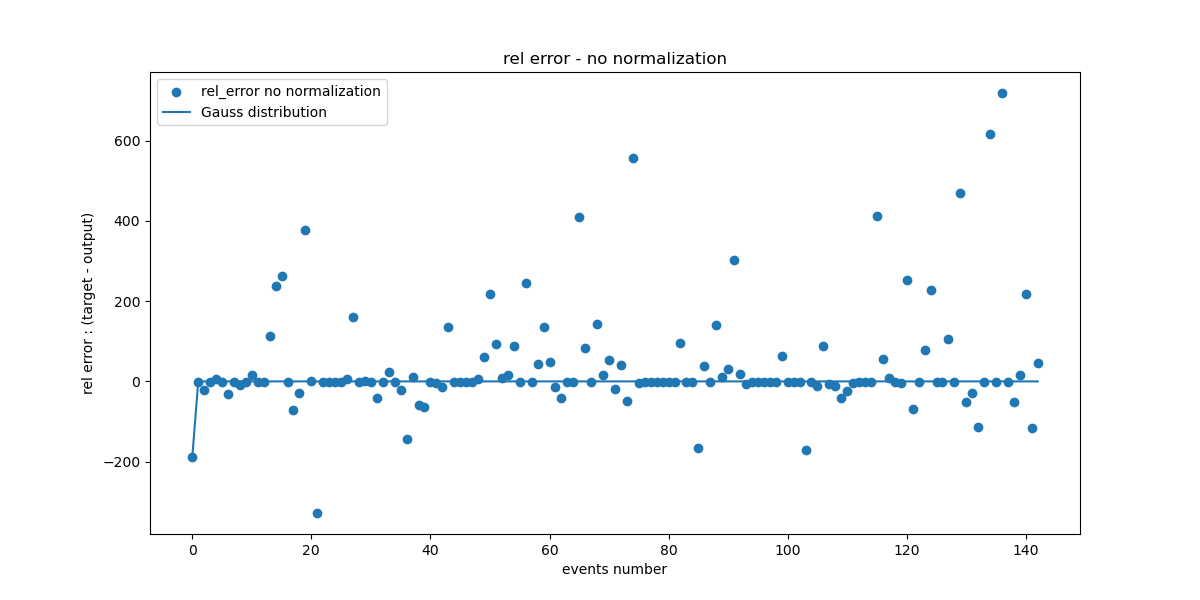 rel error - no normalization
rel_error no normalization
Gauss distribution
rel error : (target - output)
600
400
200
0
−200
0 20 40 60 80 100 120 140
events number